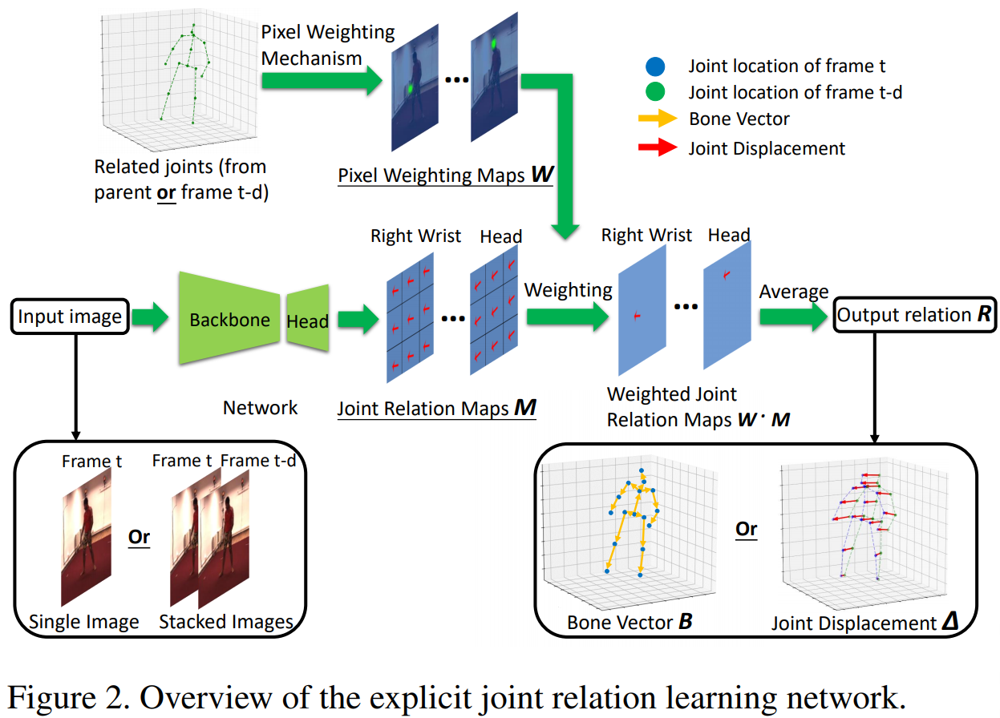 Pixel Weighting
Mechanism
Related joints (from
parent or frame t-d)
Pixel Weighting Maps W
Joint location of frame t
Joint location of frame t-d
Bone Vector
Joint Displacement
Right Wrist
Head
Right Wrist
Head
Input image
Backbone
Head
Weighting
Average
Output relation R
Network
Joint Relation Maps M
Weighted Joint
Relation Maps W · M
Frame t
Frame t
Frame t-d
Or
Single Image
Stacked Images
Or
Bone Vector B
Joint Displacement Δ
Figure 2. Overview of the explicit joint relation learning network.